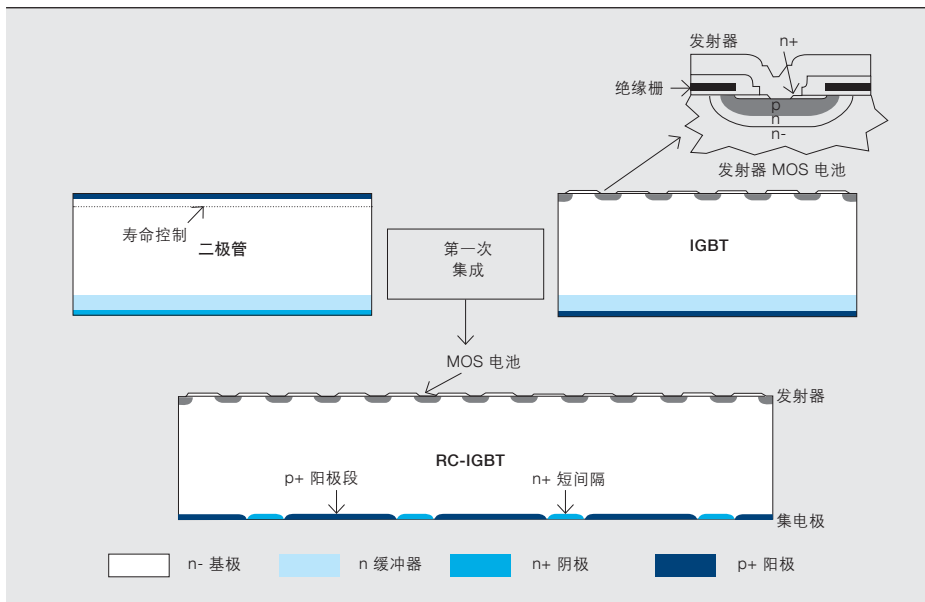 发射器
n+
绝缘栅
p
n
n-
发射器 MOS 电池
寿命控制
二极管
第一次
集成
IGBT
MOS 电池
发射器
RC-IGBT
p+ 阳极段
n+ 短间隔
集电极
n- 基极
n 缓冲器
n+ 阴极
p+ 阳极